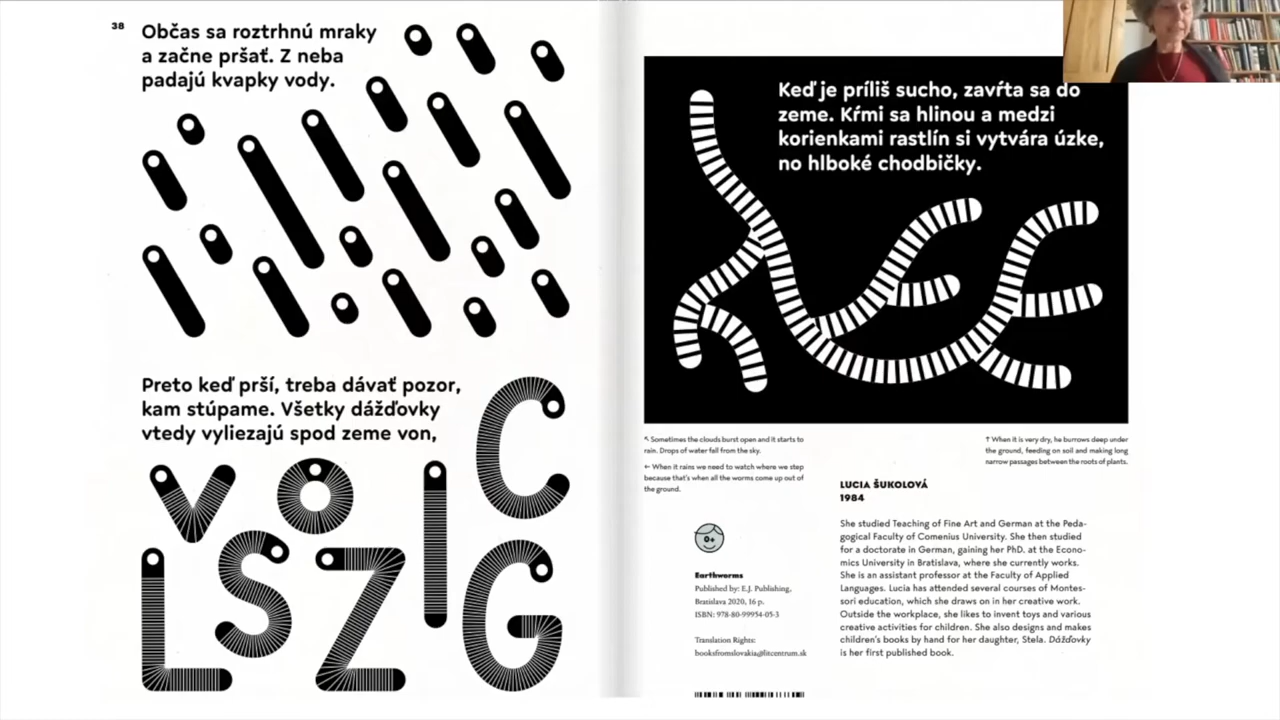 38
Občas sa roztrhnú mraky
a začne pršať. Z neba
padajú kvapky vody.
Preto keď prší, treba dávať pozor,
kam stúpame. Všetky dážďovky
vtedy vyliezajú spod zeme von,
C
V O I
L S Z G
Keď je príliš sucho, zavŕta sa do
zeme. Kŕmi sa hlinou a medzi
korienkami rastlín si vytvára úzke,
no hlboké chodbičky.
↖ Sometimes the clouds burst open and it starts to
rain. Drops of water fall from the sky.
← When it rains we need to watch where we step
because that's when all the worms come up out of
the ground.
↑ When it is very dry, he burrows deep under
the ground, feeding on soil and making long
narrow passages between the roots of plants.
0+
Earthworms
Published by: E.J. Publishing,
Bratislava 2020, 16 p.
ISBN: 978-80-99954-05-3
Translation Rights:
booksfromslovakia@litcentrum.sk
LUCIA ŠUKOLOVÁ
1984
She studied Teaching of Fine Art and German at the Peda-
gogical Faculty of Comenius University. She then studied
for a doctorate in German, gaining her PhD. at the Econo-
mics University in Bratislava, where she currently works.
She is an assistant professor at the Faculty of Applied
Languages. Lucia has attended several courses of Montes-
sori education, which she draws on in her creative work.
Outside the workplace, she likes to invent toys and various
creative activities for children. She also designs and makes
children's books by hand for her daughter, Stela. Dážďovky
is her first published book.